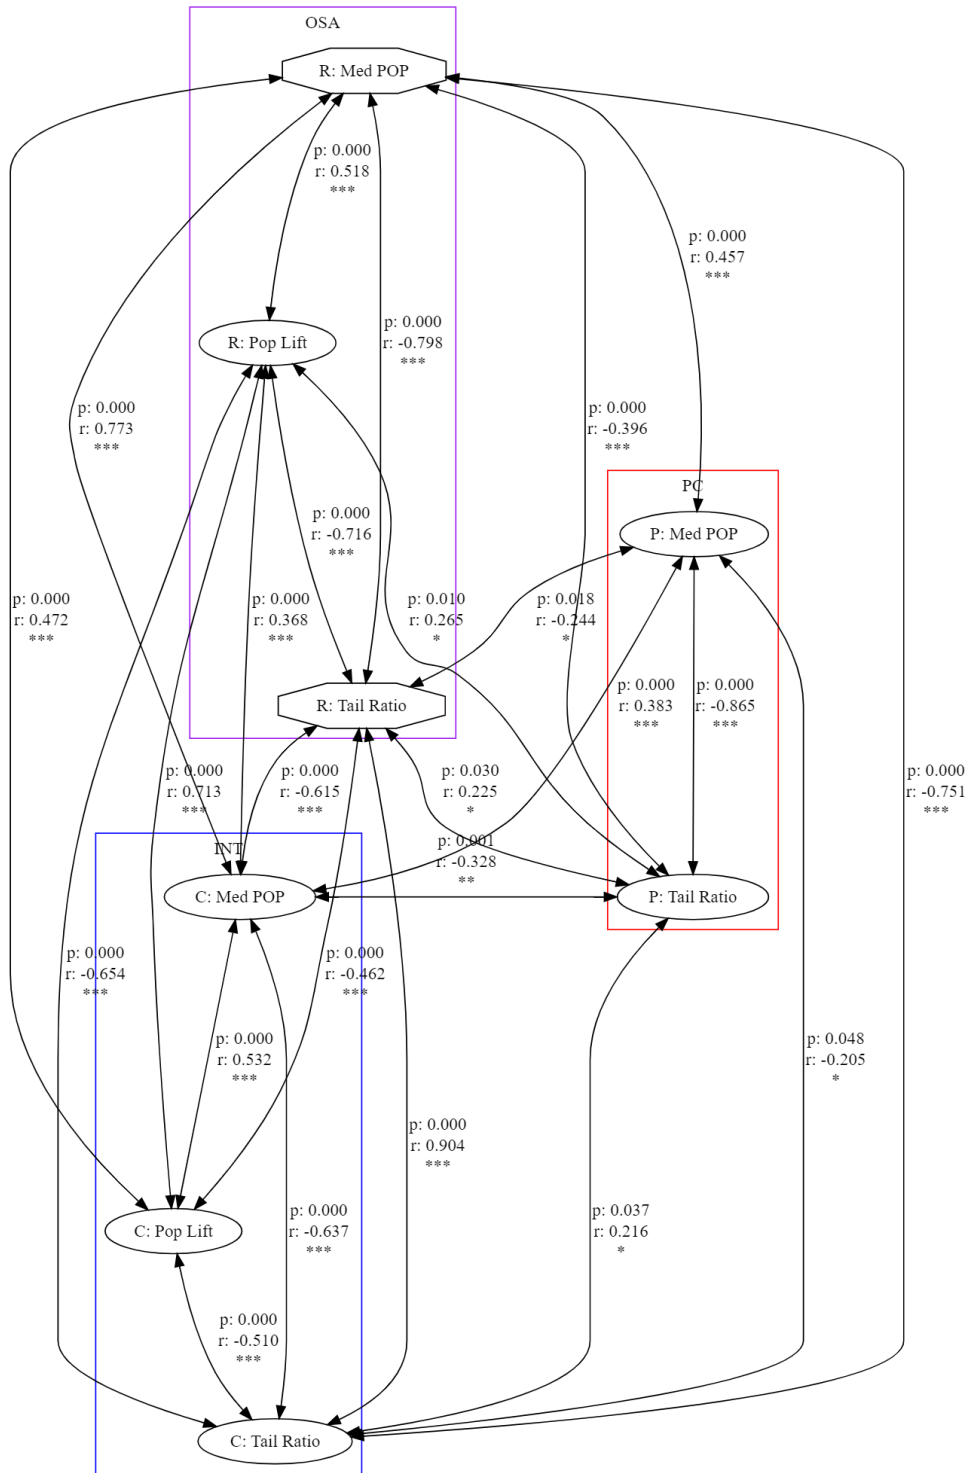 OSA
R: Med POP
p: 0.000
r: 0.518
***
p: 0.000
r: 0.457
***
R: Pop Lift
p: 0.000
r: -0.798
***
p: 0.000
r: 0.773
***
p: 0.000
r: -0.396
***
PC
P: Med POP
p: 0.000
r: -0.716
***
p: 0.000
r: 0.472
***
p: 0.000
r: 0.368
***
p: 0.010
r: 0.265
*
p: 0.018
r: -0.244
*
R: Tail Ratio
p: 0.000
r: 0.383
***
p: 0.000
r: -0.865
***
p: 0.000
r: 0.713
***
p: 0.000
r: -0.615
***
p: 0.030
r: 0.225
*
p: 0.000
r: -0.751
***
INT
p: 0.001
r: -0.328
**
C: Med POP
P: Tail Ratio
p: 0.000
r: -0.654
***
p: 0.000
r: -0.462
***
p: 0.000
r: 0.532
***
p: 0.048
r: -0.205
*
p: 0.000
r: 0.904
***
C: Pop Lift
p: 0.000
r: -0.637
***
p: 0.037
r: 0.216
*
p: 0.000
r: -0.510
***
C: Tail Ratio